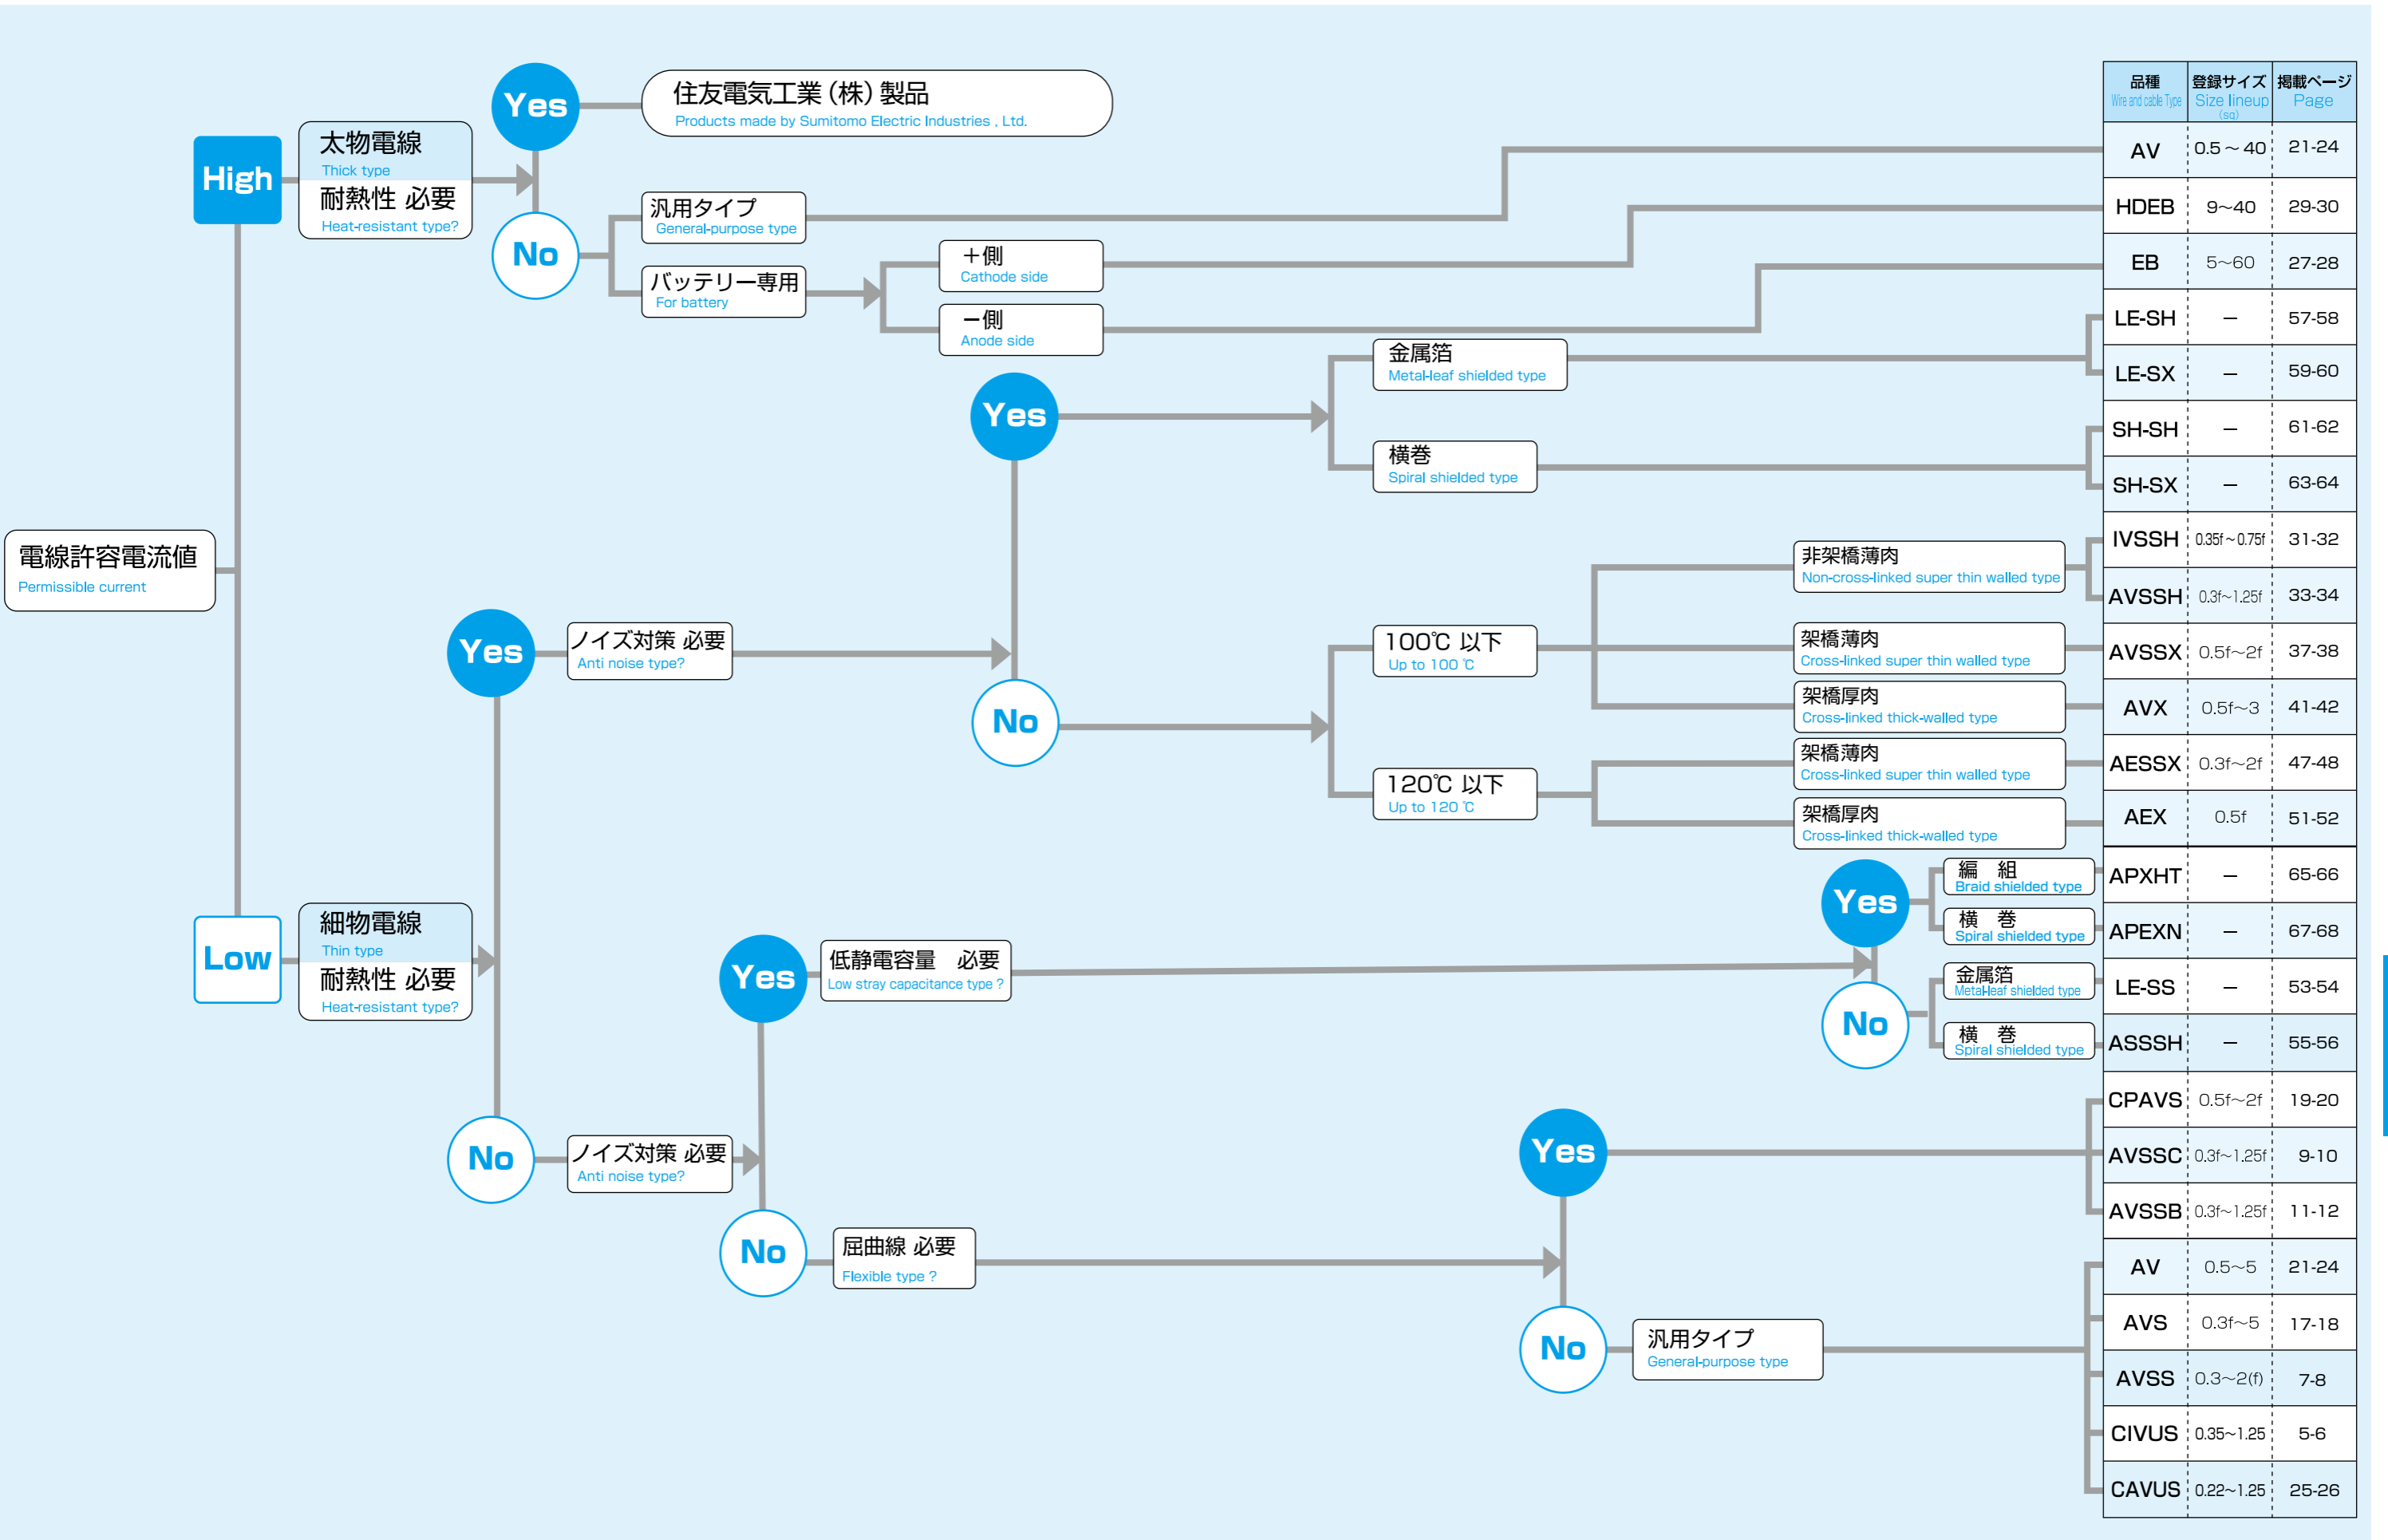 電線許容電流値
Permissible current
High
太物電線
Thick type
耐熱性 必要
Heat-resistant type?
Yes
住友電気工業（株）製品
Products made by Sumitomo Electric Industries , Ltd.
No
汎用タイプ
General-purpose type
バッテリー専用
For battery
＋側
Cathode side
－側
Anode side
Low
細物電線
Thin type
耐熱性 必要
Heat-resistant type?
Yes
ノイズ対策 必要
Anti noise type?
Yes
金属箔
Metal-leaf shielded type
横巻
Spiral shielded type
No
100℃ 以下
Up to 100 ℃
非架橋薄肉
Non-cross-linked super thin walled type
架橋薄肉
Cross-linked super thin walled type
架橋厚肉
Cross-linked thick-walled type
120℃ 以下
Up to 120 ℃
架橋薄肉
Cross-linked super thin walled type
架橋厚肉
Cross-linked thick-walled type
No
ノイズ対策 必要
Anti noise type?
Yes
低静電容量　必要
Low stray capacitance type ?
Yes
編　組
Braid shielded type
横　巻
Spiral shielded type
No
金属箔
Metal-leaf shielded type
横　巻
Spiral shielded type
No
屈曲線 必要
Flexible type ?
Yes
No
汎用タイプ
General-purpose type
品種 登録サイズ 掲載ページ
Wire and cable Type Size lineup Page
(sq)
AV 0.5～40 21-24
HDEB 9～40 29-30
EB 5～60 27-28
LE-SH － 57-58
LE-SX － 59-60
SH-SH － 61-62
SH-SX － 63-64
IVSSH 0.35f～0.75f 31-32
AVSSH 0.3f～1.25f 33-34
AVSSX 0.5f～2f 37-38
AVX 0.5f～3 41-42
AESSX 0.3f～2f 47-48
AEX 0.5f 51-52
APXHT － 65-66
APEXN － 67-68
LE-SS － 53-54
ASSSH － 55-56
CPAVS 0.5f～2f 19-20
AVSSC 0.3f～1.25f 9-10
AVSSB 0.3f～1.25f 11-12
AV 0.5～5 21-24
AVS 0.3f～5 17-18
AVSS 0.3～2(f) 7-8
CIVUS 0.35～1.25 5-6
CAVUS 0.22～1.25 25-26